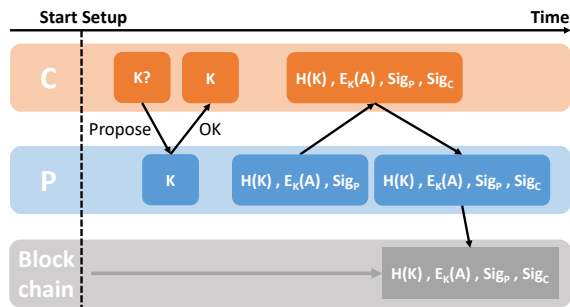 Start Setup
Time
C
K?
K
H(K) , E_K(A) , Sig_P , Sig_C
Propose
OK
P
K
H(K) , E_K(A) , Sig_P
H(K) , E_K(A) , Sig_P , Sig_C
Block
chain
H(K) , E_K(A) , Sig_P , Sig_C